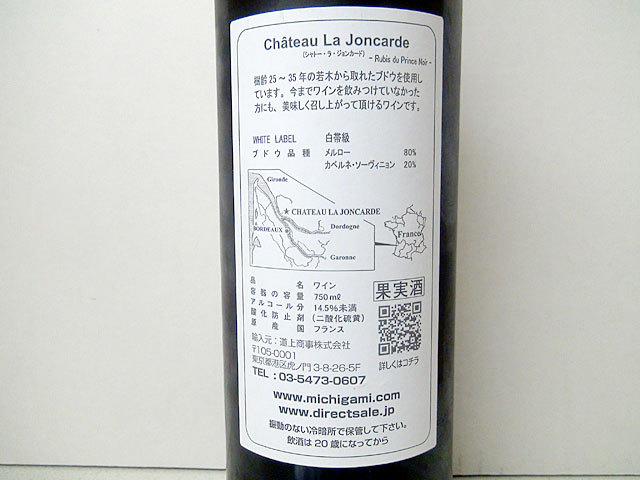 Château La Joncarde
(シャトー・ラ・ジョンカード)
- Rubis du Prince Noir -
樹齢25～35年の若木から取れたブドウを使用し
ています。今までワインを飲みつけていなかった
方にも、美味しく召し上がって頂けるワインです。
WHITE LABEL 白帯級
ブドウ品種 メルロー 80%
カベルネ・ソーヴィニョン 20%
Gironde
★ CHATEAU LA JONCARDE
BORDEAUX
Dordogne
Garonne
France
品名 ワイン
容器の容量 750mℓ
アルコール分 14.5%未満
酸化防止剤 (二酸化硫黄)
原産国 フランス
果実酒
詳しくはコチラ
輸入元：道上商事株式会社
〒105-0001
東京都港区虎ノ門3-8-26-5F
TEL：03-5473-0607
www.michigami.com
www.directsale.jp
振動のない冷暗所で保管して下さい。
飲酒は20歳になってから